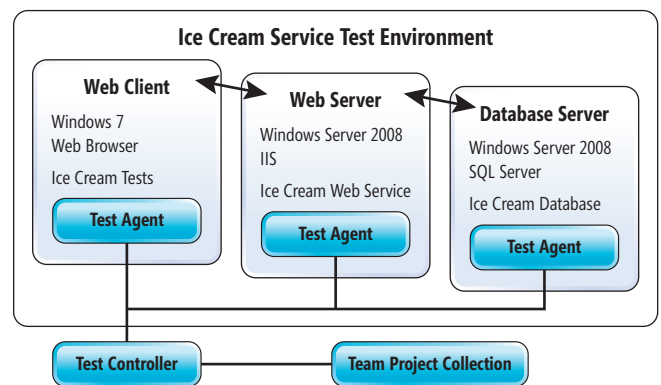 Ice Cream Service Test Environment
Web Client
Windows 7
Web Browser
Ice Cream Tests
Test Agent
Web Server
Windows Server 2008
IIS
Ice Cream Web Service
Test Agent
Database Server
Windows Server 2008
SQL Server
Ice Cream Database
Test Agent
Test Controller
Team Project Collection